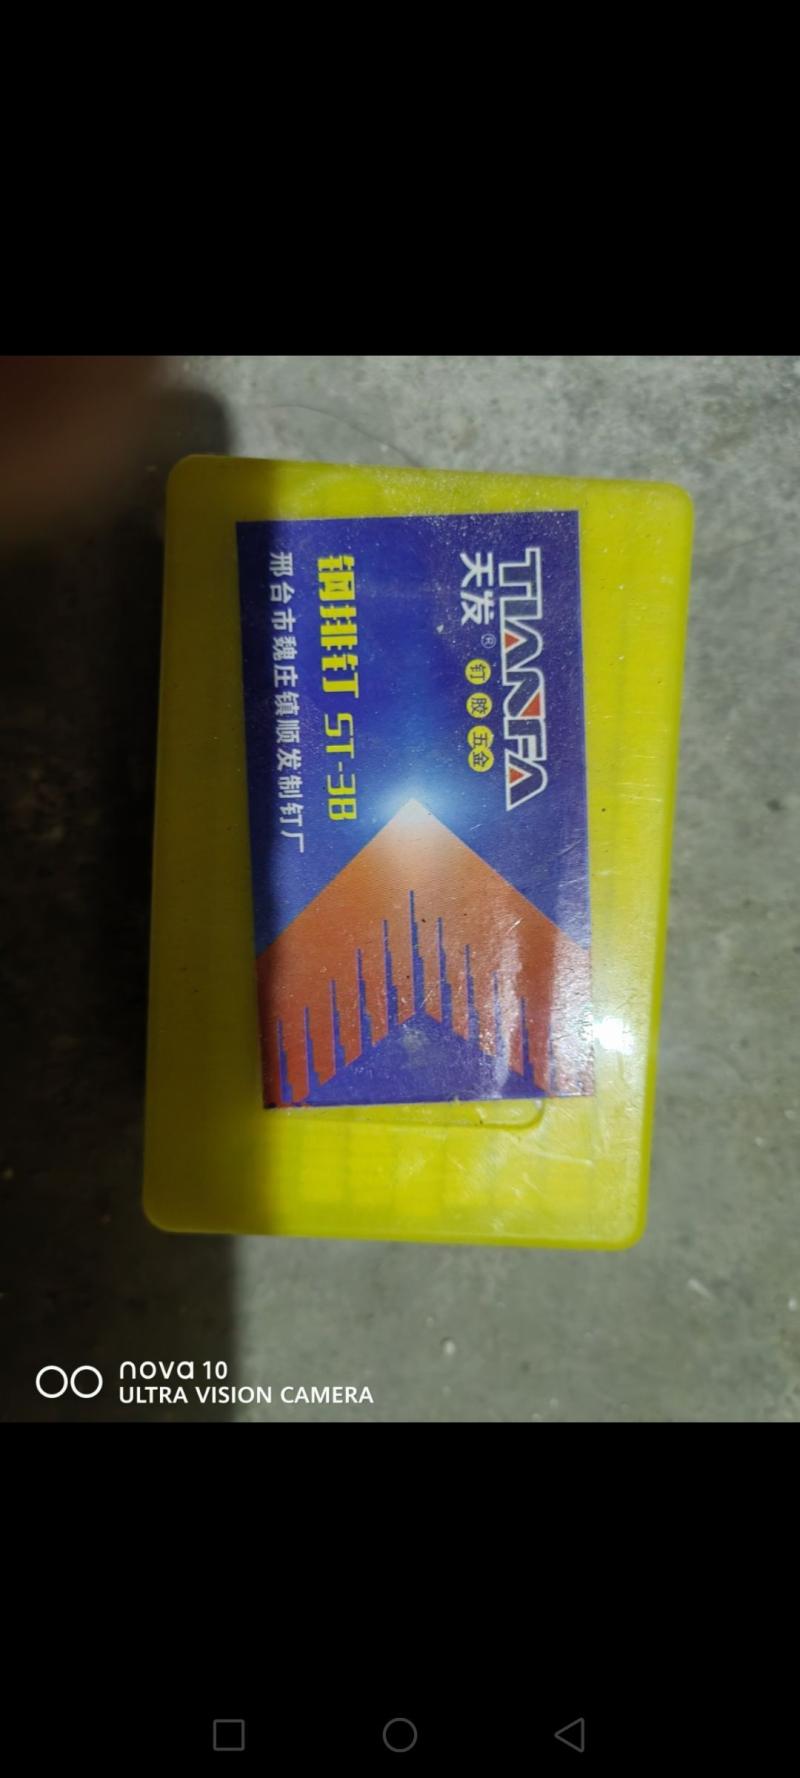 TIANFA
天发®
钉 胶 五金
钢排钉 ST-38
邢台市魏庄镇顺发制钉厂
nova 10
ULTRA VISION CAMERA